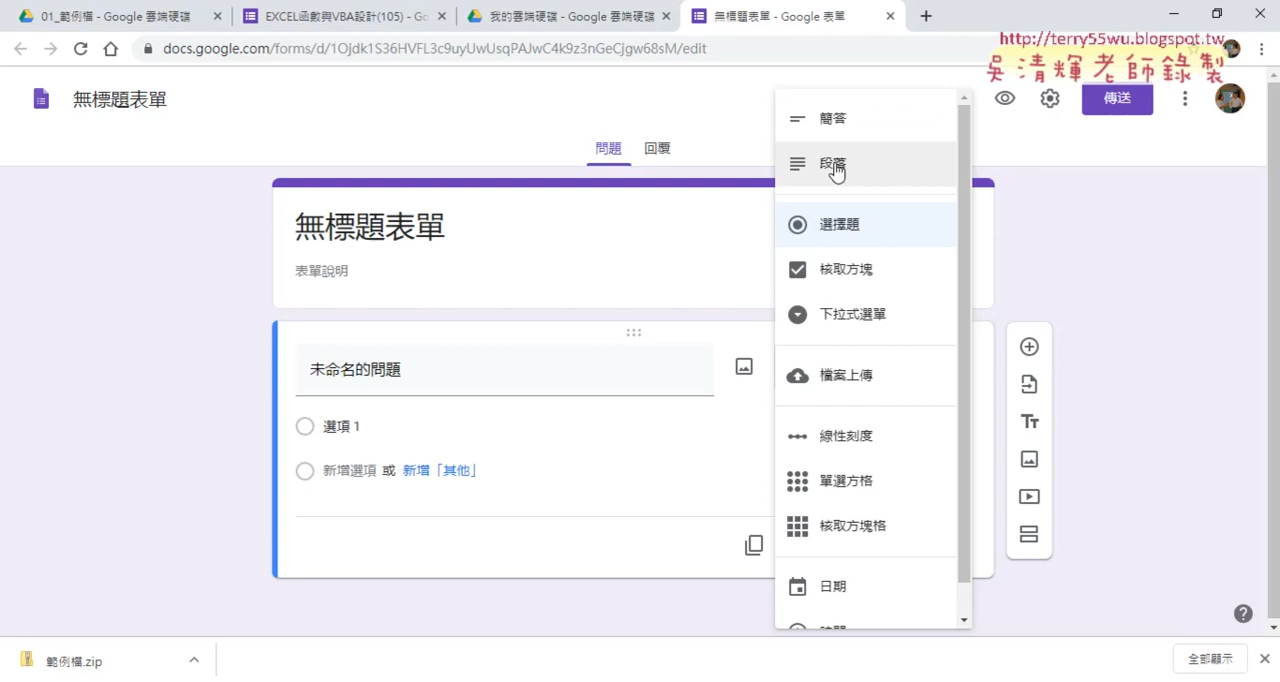 01_範例檔 - Google 雲端硬碟
EXCEL函數與VBA設計(105) - Go
我的雲端硬碟 - Google 雲端硬碟
無標題表單 - Google 表單
docs.google.com/forms/d/1Ojdk1S36HVFL3c9uyUwUsqPAJwC4k9z3nGeCjgw68sM/edit
http://terry55wu.blogspot.tw
吳清輝老師錄製
無標題表單
傳送
問題
回覆
無標題表單
表單說明
未命名的問題
選項 1
新增選項 或 新增「其他」
簡答
段落
選擇題
核取方塊
下拉式選單
檔案上傳
線性刻度
單選方格
核取方塊格
日期
範例檔.zip
全部顯示